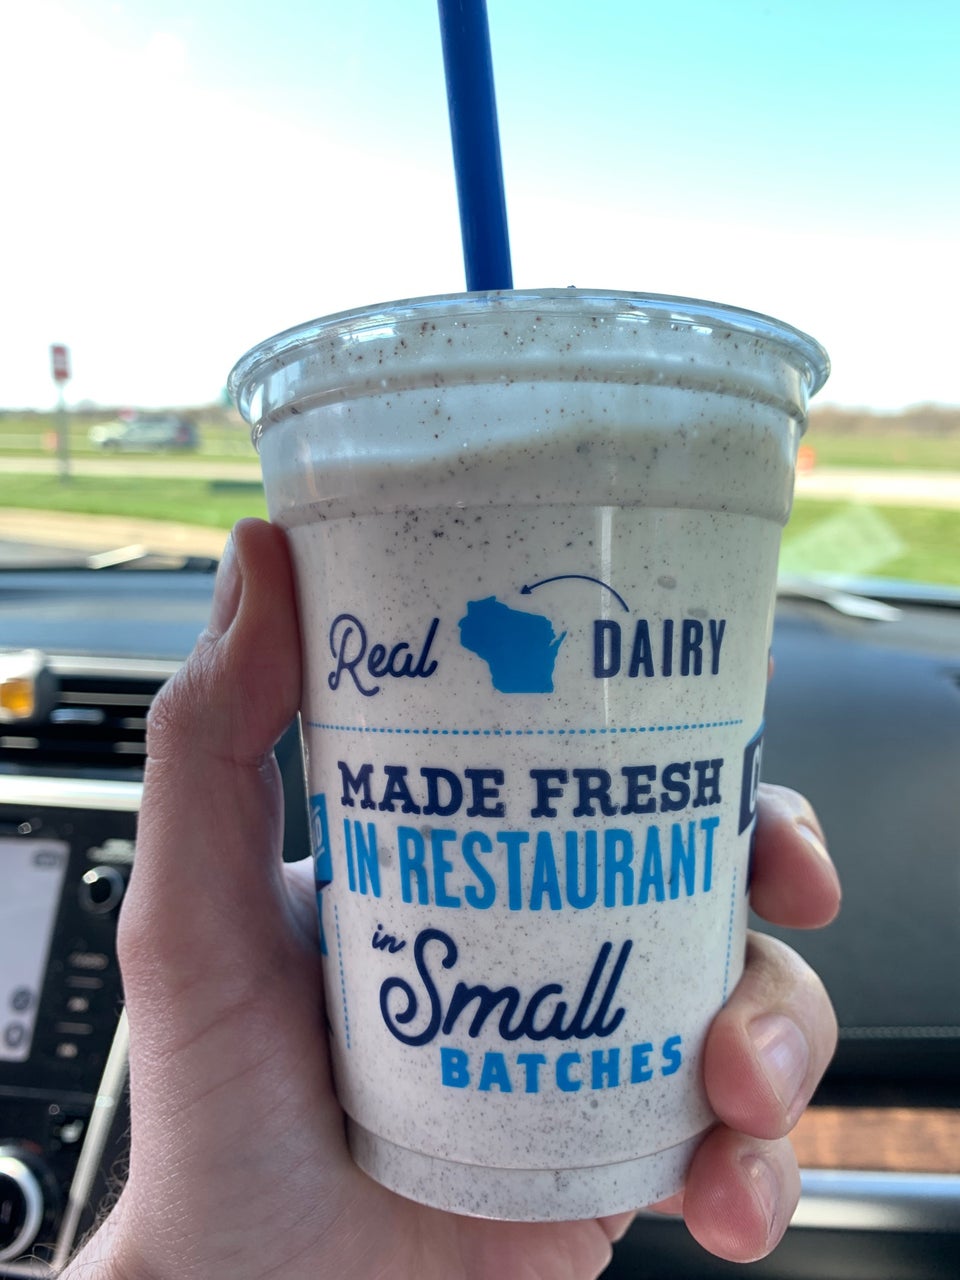 Real DAIRY
MADE FRESH
IN RESTAURANT
in Small
BATCHES